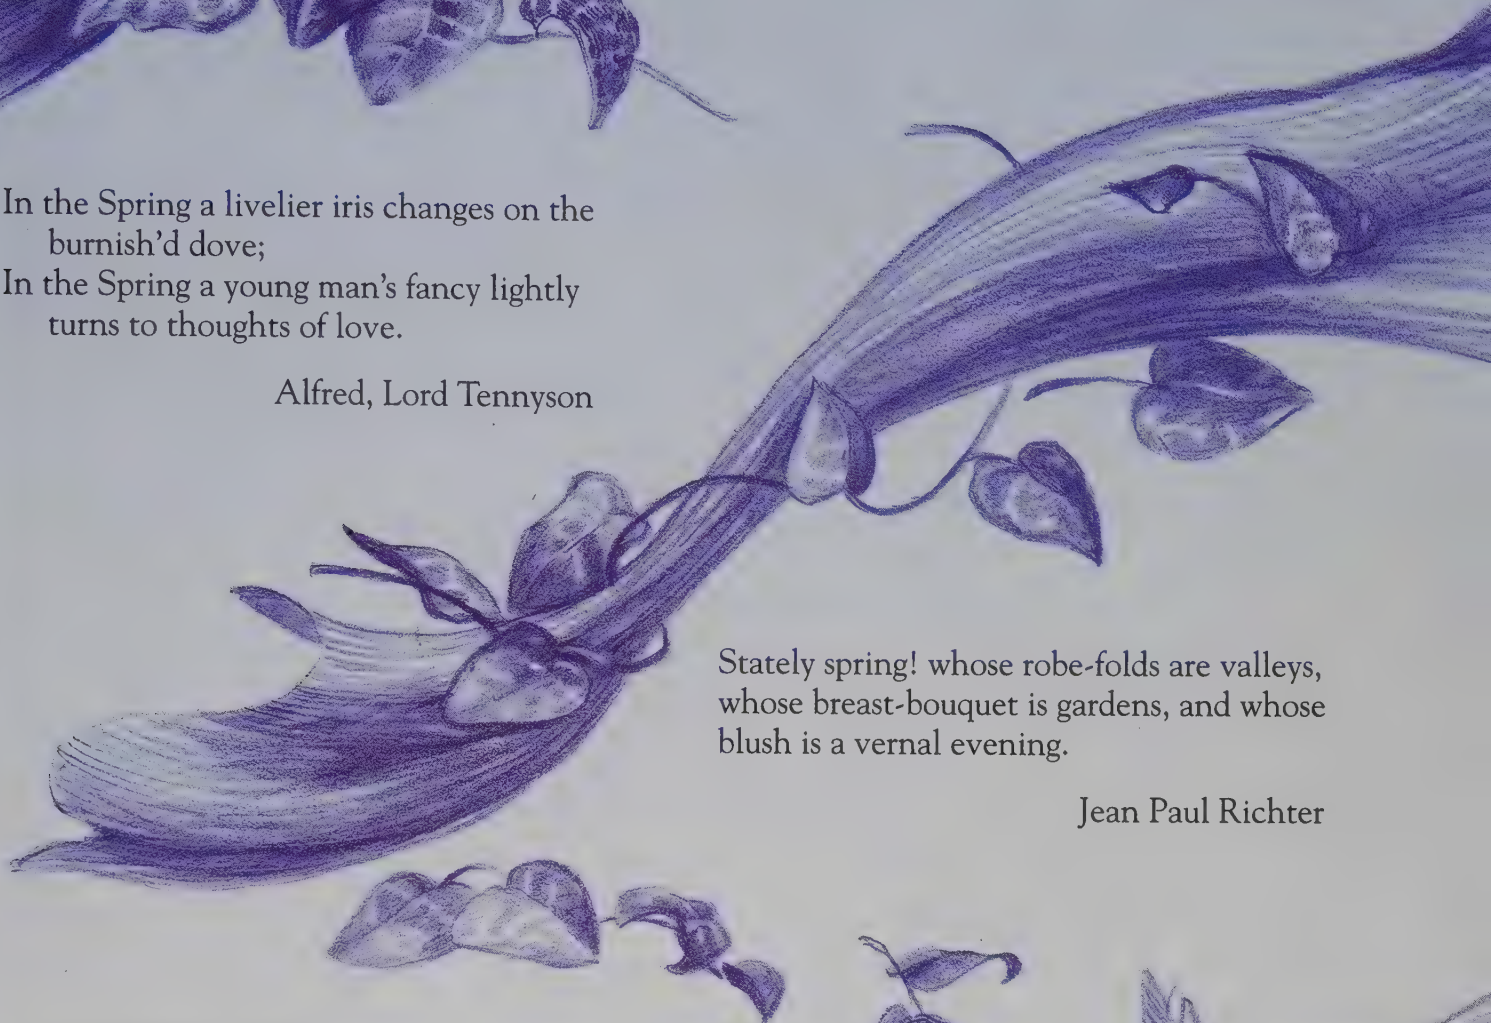 In the Spring a livelier iris changes on the
burnish'd dove;
In the Spring a young man's fancy lightly
turns to thoughts of love.
Alfred, Lord Tennyson
Stately spring! whose robe-folds are valleys,
whose breast-bouquet is gardens, and whose
blush is a vernal evening.
Jean Paul Richter